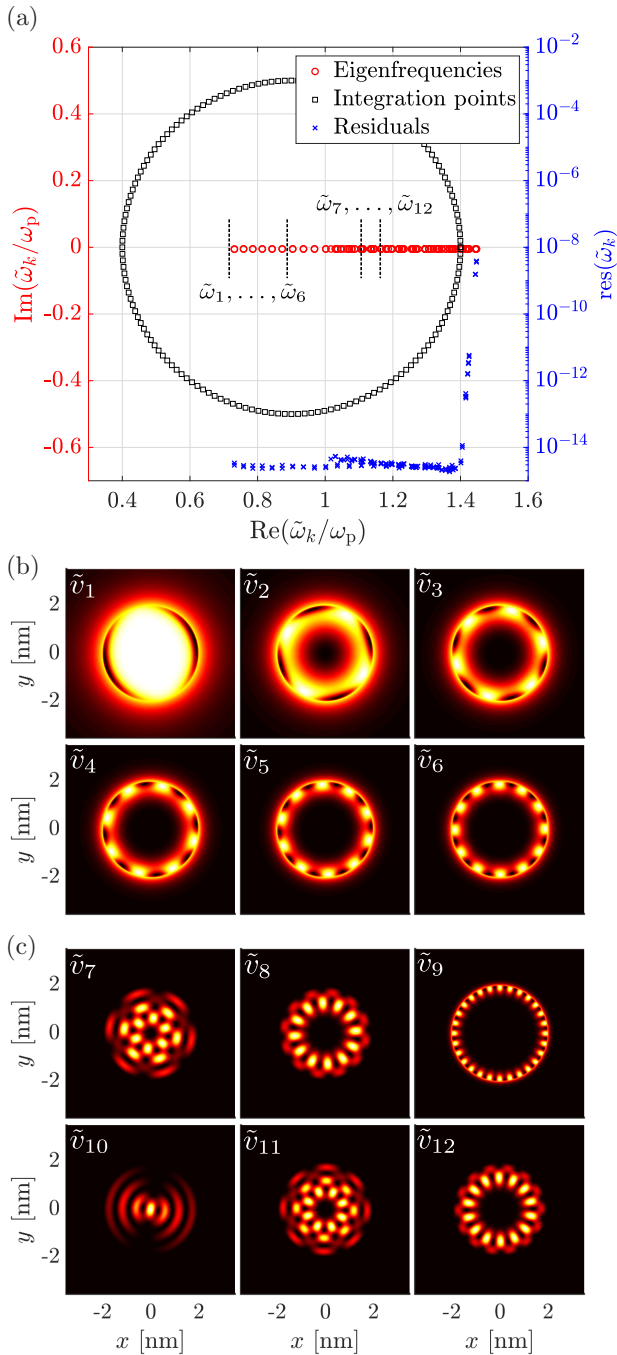 (a)
0.6
0.4
0.2
0
-0.2
-0.4
-0.6
Im(ω̃ₖ/ωₚ)
Eigenfrequencies
Integration points
Residuals
ω̃₇, . . . , ω̃₁₂
ω̃₁, . . . , ω̃₆
10⁻²
10⁻⁴
10⁻⁶
10⁻⁸
10⁻¹⁰
10⁻¹²
10⁻¹⁴
res(ω̃ₖ)
0.4 0.6 0.8 1 1.2 1.4 1.6
Re(ω̃ₖ/ωₚ)
(b)
ṽ₁ ṽ₂ ṽ₃
2
0
-2
y [nm]
ṽ₄ ṽ₅ ṽ₆
2
0
-2
y [nm]
(c)
ṽ₇ ṽ₈ ṽ₉
2
0
-2
y [nm]
ṽ₁₀ ṽ₁₁ ṽ₁₂
2
0
-2
y [nm]
-2 0 2 -2 0 2 -2 0 2
x [nm] x [nm] x [nm]